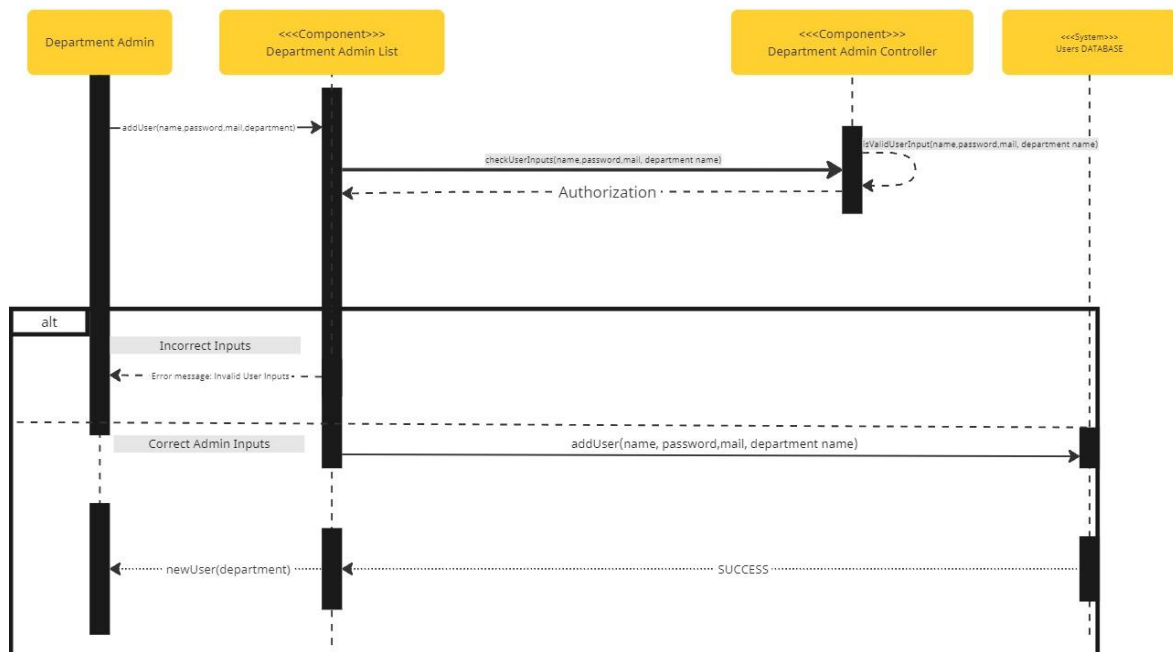 Department Admin
<<<Component>>>
Department Admin List
<<<Component>>>
Department Admin Controller
<<<System>>>
Users DATABASE
addUser(name,password,mail,department)
isValidUserInput(name,password,mail, department name)
checkUserInputs(name,password,mail, department name)
Authorization
alt
Incorrect Inputs
Error message: Invalid User Inputs
Correct Admin Inputs
addUser(name, password,mail, department name)
newUser(department)
SUCCESS